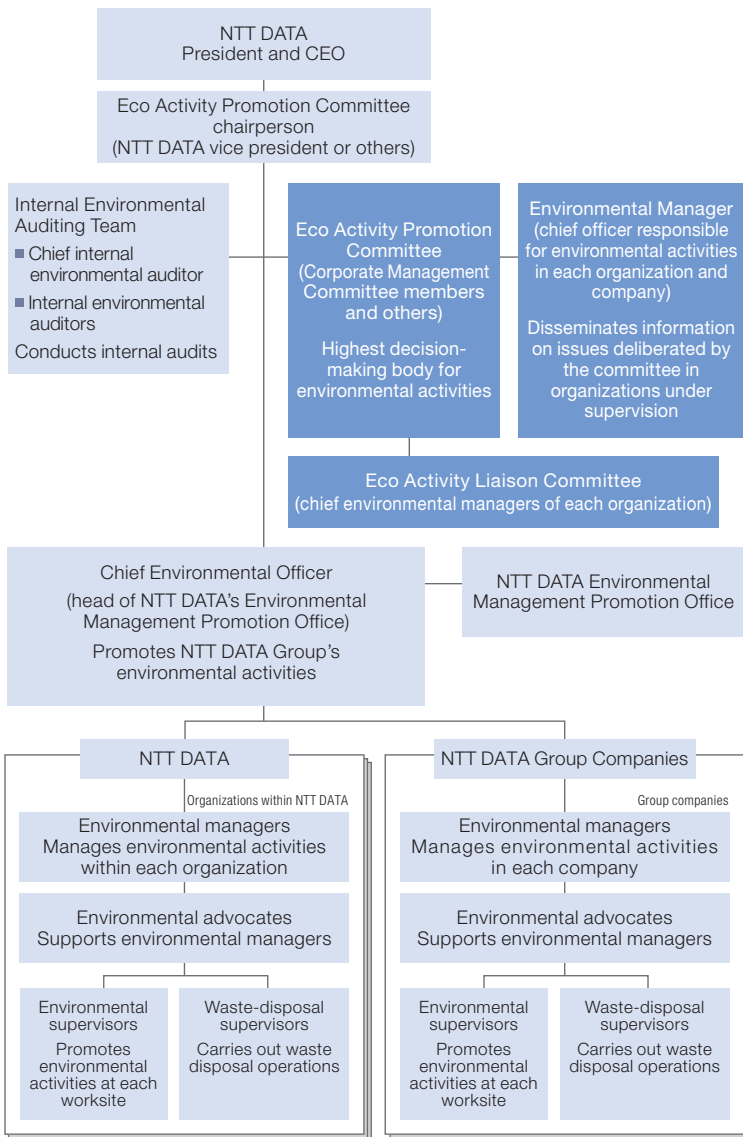 NTT DATA
President and CEO
Eco Activity Promotion Committee
chairperson
(NTT DATA vice president or others)
Internal Environmental
Auditing Team
■ Chief internal
environmental auditor
■ Internal environmental
auditors
Conducts internal audits
Eco Activity Promotion
Committee
(Corporate Management
Committee members
and others)
Highest decision-
making body for
environmental activities
Environmental Manager
(chief officer responsible
for environmental activities
in each organization and
company)
Disseminates information
on issues deliberated by
the committee in
organizations under
supervision
Eco Activity Liaison Committee
(chief environmental managers of each organization)
Chief Environmental Officer
(head of NTT DATA's Environmental
Management Promotion Office)
Promotes NTT DATA Group's
environmental activities
NTT DATA Environmental
Management Promotion Office
NTT DATA
Organizations within NTT DATA
Environmental managers
Manages environmental activities
within each organization
Environmental advocates
Supports environmental managers
Environmental
supervisors
Promotes
environmental
activities at each
worksite
Waste-disposal
supervisors
Carries out waste
disposal operations
NTT DATA Group Companies
Group companies
Environmental managers
Manages environmental activities
in each company
Environmental advocates
Supports environmental managers
Environmental
supervisors
Promotes
environmental
activities at each
worksite
Waste-disposal
supervisors
Carries out waste
disposal operations